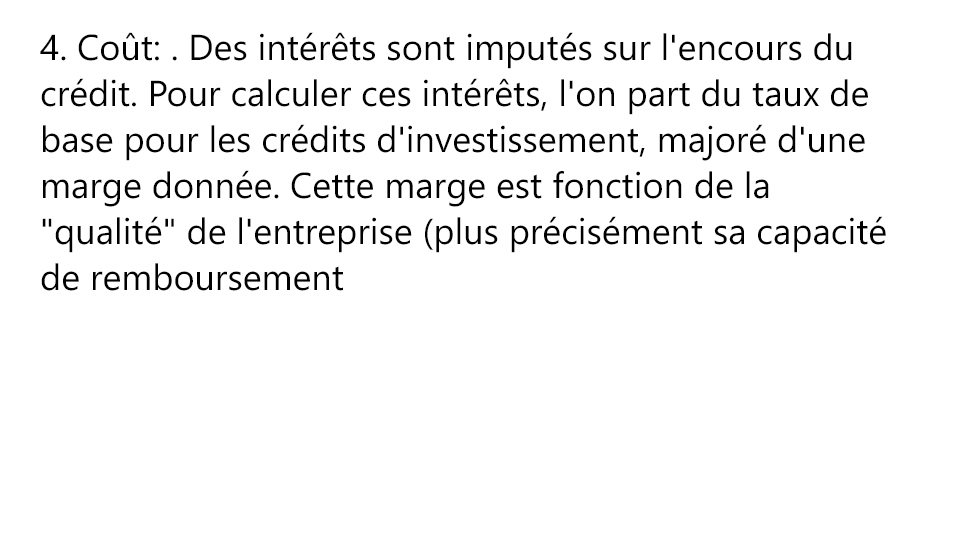 4. Coût: . Des intérêts sont imputés sur l'encours du
crédit. Pour calculer ces intérêts, l'on part du taux de
base pour les crédits d'investissement, majoré d'une
marge donnée. Cette marge est fonction de la
"qualité" de l'entreprise (plus précisément sa capacité
de remboursement